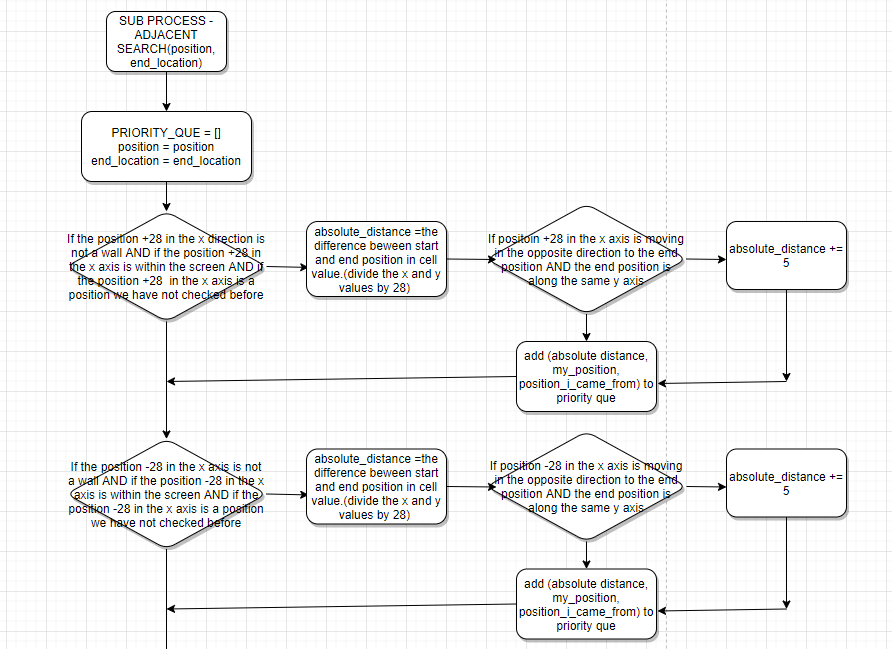 SUB PROCESS -
ADJACENT
SEARCH(position,
end_location)
PRIORITY_QUE = []
position = position
end_location = end_location
If the position +28 in the x direction is
not a wall AND if the position +28 in
the x axis is within the screen AND if
the position +28 in the x axis is a
position we have not checked before
absolute_distance =the
difference beween start
and end position in cell
value.(divide the x and y
values by 28)
If positoin +28 in the x axis is moving
in the opposite direction to the end
position AND the end position is
along the same y axis
absolute_distance +=
5
add (absolute distance,
my_position,
position_i_came_from) to
priority que
If the position -28 in the x axis is not
a wall AND if the position -28 in the x
axis is within the screen AND if the
position -28 in the x axis is a position
we have not checked before
absolute_distance =the
difference beween start
and end position in cell
value.(divide the x and y
values by 28)
If position -28 in the x axis is moving
in the opposite direction to the end
position AND the end position is
along the same y axis
absolute_distance +=
5
add (absolute distance,
my_position,
position_i_came_from) to
priority que